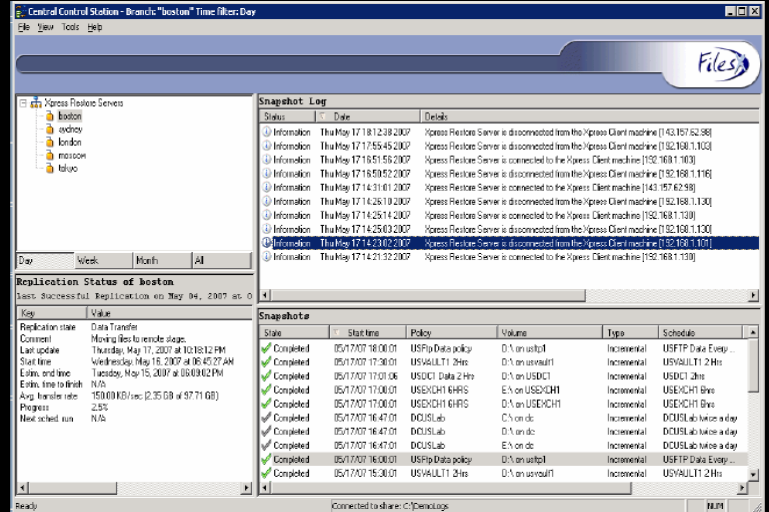 Central Control Station - Branch: "boston" Time filter: Day
File View Tools Help
FilesX
Xpress Restore Servers
boston
sydney
london
moscow
tokyo
Day Week Month All
Replication Status of boston
Last Successful Replication on May 04, 2007 at 0
Key Value
Replication state Data Transfer
Comment Moving files to remote stage.
Last update Thursday, May 17, 2007 at 10:18:12 PM
Start time Wednesday, May 16, 2007 at 06:45:27 AM
Estim. end time Tuesday, May 15, 2007 at 06:09:02 PM
Estim. time to finish N/A
Avg. transfer rate 150.00 KB/sec (2.35 GB of 97.71 GB)
Progress 2.5%
Next sched. run N/A
Snapshot Log
Status Date Details
Information Thu May 17 18:12:38 2007 Xpress Restore Server is disconnected from the Xpress Client machine [143.157.62.98]
Information Thu May 17 17:55:45 2007 Xpress Restore Server is disconnected from the Xpress Client machine [192.168.1.103]
Information Thu May 17 16:51:56 2007 Xpress Restore Server is connected to the Xpress Client machine [192.168.1.103]
Information Thu May 17 16:50:52 2007 Xpress Restore Server is disconnected from the Xpress Client machine [192.168.1.116]
Information Thu May 17 14:31:01 2007 Xpress Restore Server is connected to the Xpress Client machine [143.157.62.98]
Information Thu May 17 14:26:10 2007 Xpress Restore Server is disconnected from the Xpress Client machine [192.168.1.130]
Information Thu May 17 14:25:14 2007 Xpress Restore Server is connected to the Xpress Client machine [192.168.1.130]
Information Thu May 17 14:25:03 2007 Xpress Restore Server is disconnected from the Xpress Client machine [192.168.1.130]
Information Thu May 17 14:23:02 2007 Xpress Restore Server is disconnected from the Xpress Client machine [192.168.1.101]
Information Thu May 17 14:21:32 2007 Xpress Restore Server is connected to the Xpress Client machine [192.168.1.130]
Snapshots
State Start time Policy Volume Type Schedule
Completed 05/17/07 18:00:01 USFtp Data policy D:\ on usftp1 Incremental USFTP Data Every ...
Completed 05/17/07 17:30:01 USVAULT1 2Hrs D:\ on usvault1 Incremental USVAULT1 2 Hrs
Completed 05/17/07 17:01:06 USDC1 Data 2 Hrs D:\ on USDC1 Incremental USDC1 2hrs
Completed 05/17/07 17:00:01 USEXCH1 6HRS E:\ on USEXCH1 Incremental USEXCH1 6hrs
Completed 05/17/07 17:00:01 USEXCH1 6HRS D:\ on USEXCH1 Incremental USEXCH1 6hrs
Completed 05/17/07 16:47:01 DCUSLab C:\ on dc Incremental DCUSLab twice a day
Completed 05/17/07 16:47:01 DCUSLab D:\ on dc Incremental DCUSLab twice a day
Completed 05/17/07 16:47:01 DCUSLab E:\ on dc Incremental DCUSLab twice a day
Completed 05/17/07 16:00:01 USFtp Data policy D:\ on usftp1 Incremental USFTP Data Every ...
Completed 05/17/07 15:30:01 USVAULT1 2Hrs D:\ on usvault1 Incremental USVAULT1 2 Hrs
Ready Connected to share: C:\DemoLogs NUM